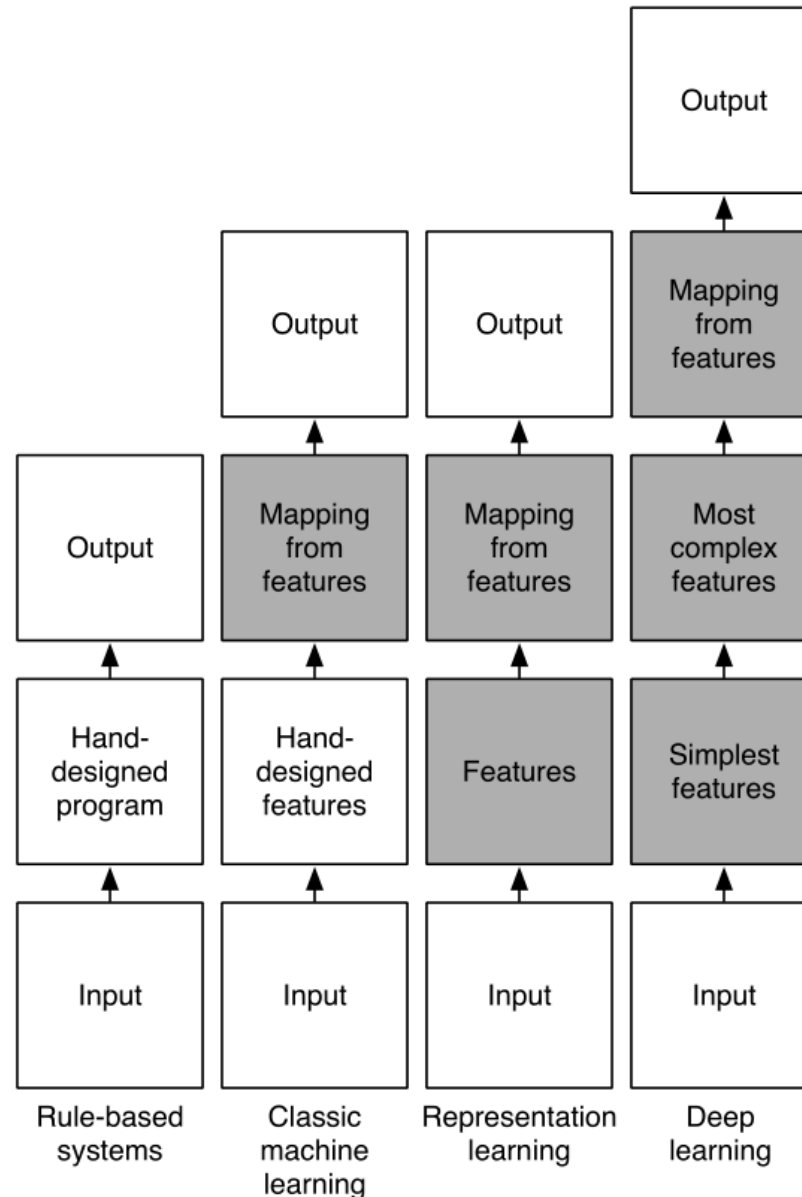 Output
Mapping
from
features
Output
Output
Most
complex
features
Mapping
from
features
Mapping
from
features
Output
Simplest
features
Features
Hand-
designed
features
Hand-
designed
program
Input
Input
Input
Input
Rule-based
systems
Classic
machine
learning
Representation
learning
Deep
learning